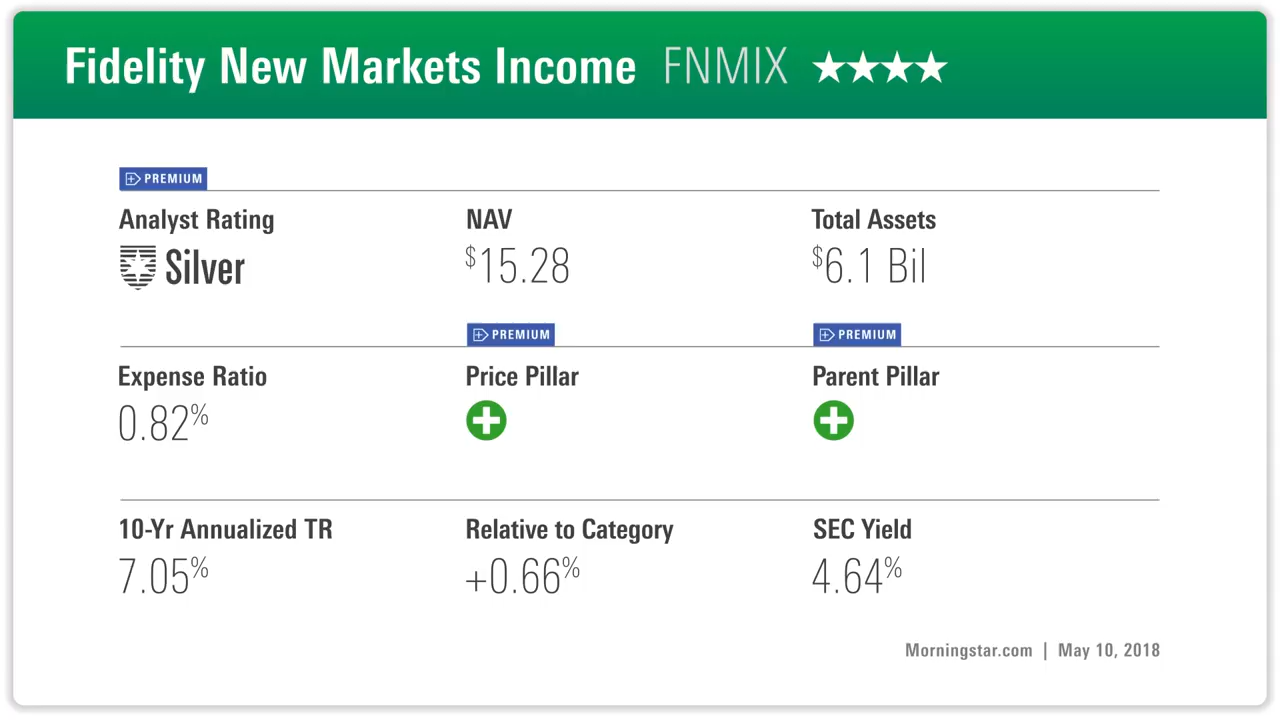 Fidelity New Markets Income FNMIX ★★★★
PREMIUM
Analyst Rating NAV Total Assets
Silver $15.28 $6.1 Bil
PREMIUM PREMIUM
Expense Ratio Price Pillar Parent Pillar
0.82%
10-Yr Annualized TR Relative to Category SEC Yield
7.05% +0.66% 4.64%
Morningstar.com | May 10, 2018